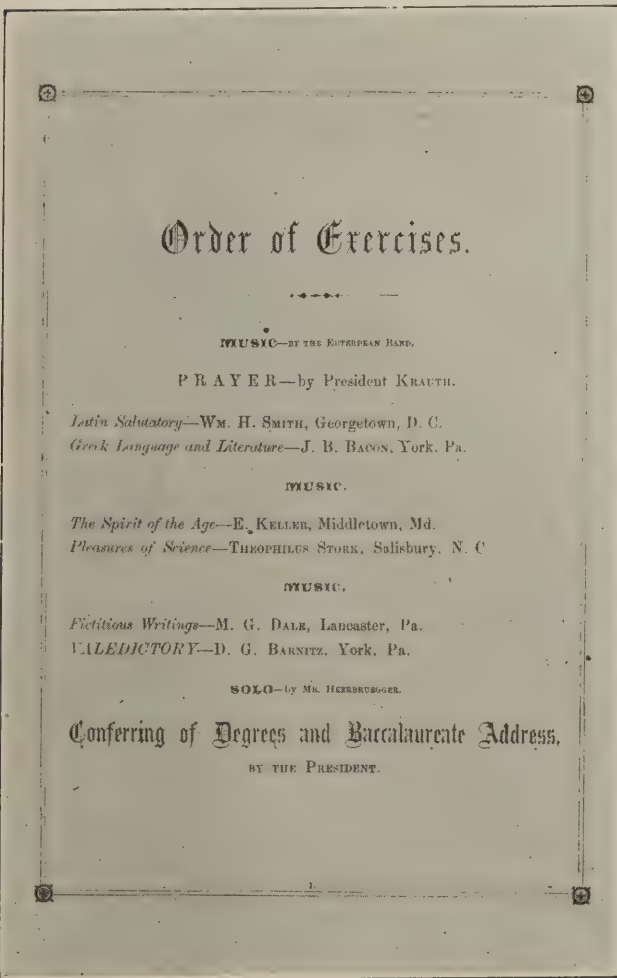 Order of Exercises.
MUSIC—BY THE EUTERPEAN BAND.
PRAYER—by President KRAUTH.
Latin Salutatory—WM. H. SMITH, Georgetown, D. C.
Greek Language and Literature—J. B. BACON, York, Pa.
MUSIC.
The Spirit of the Age—E. KELLER, Middletown, Md.
Pleasures of Science—THEOPHILUS STORK, Salisbury, N. C
MUSIC.
Fictitious Writings—M. G. DALE, Lancaster, Pa.
VALEDICTORY—D. G. BARNITZ, York, Pa.
SOLO—by MR. HEERBRUEGGER.
Conferring of Degrees and Baccalaureate Address,
BY THE PRESIDENT.